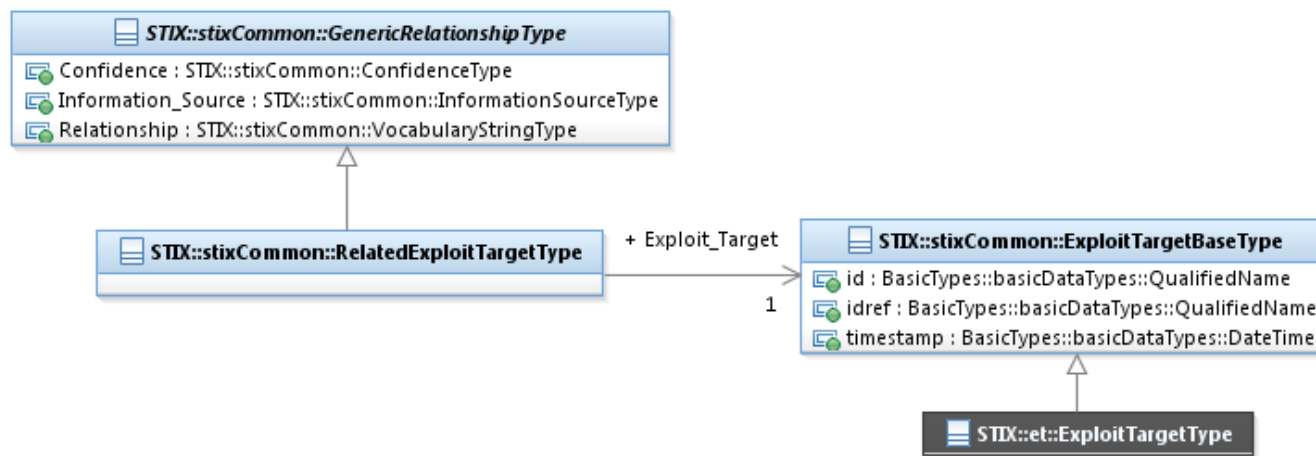 STIX::stixCommon::GenericRelationshipType
Confidence : STIX::stixCommon::ConfidenceType
Information_Source : STIX::stixCommon::InformationSourceType
Relationship : STIX::stixCommon::VocabularyStringType
STIX::stixCommon::RelatedExploitTargetType
+ Exploit_Target
1
STIX::stixCommon::ExploitTargetBaseType
id : BasicTypes::basicDataTypes::QualifiedName
idref : BasicTypes::basicDataTypes::QualifiedName
timestamp : BasicTypes::basicDataTypes::DateTime
STIX::et::ExploitTargetType